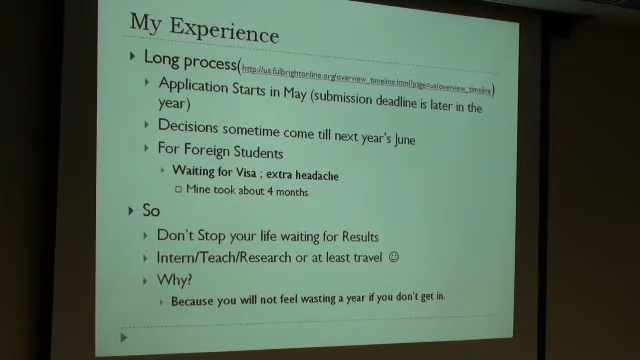 My Experience
Long process(http://us.fulbrightonline.org/overview_timeline.html?page=us/overview_timeline)
Application Starts in May (submission deadline is later in the
year)
Decisions sometime come till next year's June
For Foreign Students
Waiting for Visa ; extra headache
Mine took about 4 months
So
Don't Stop your life waiting for Results
Intern/Teach/Research or at least travel ☺
Why?
Because you will not feel wasting a year if you don't get in.